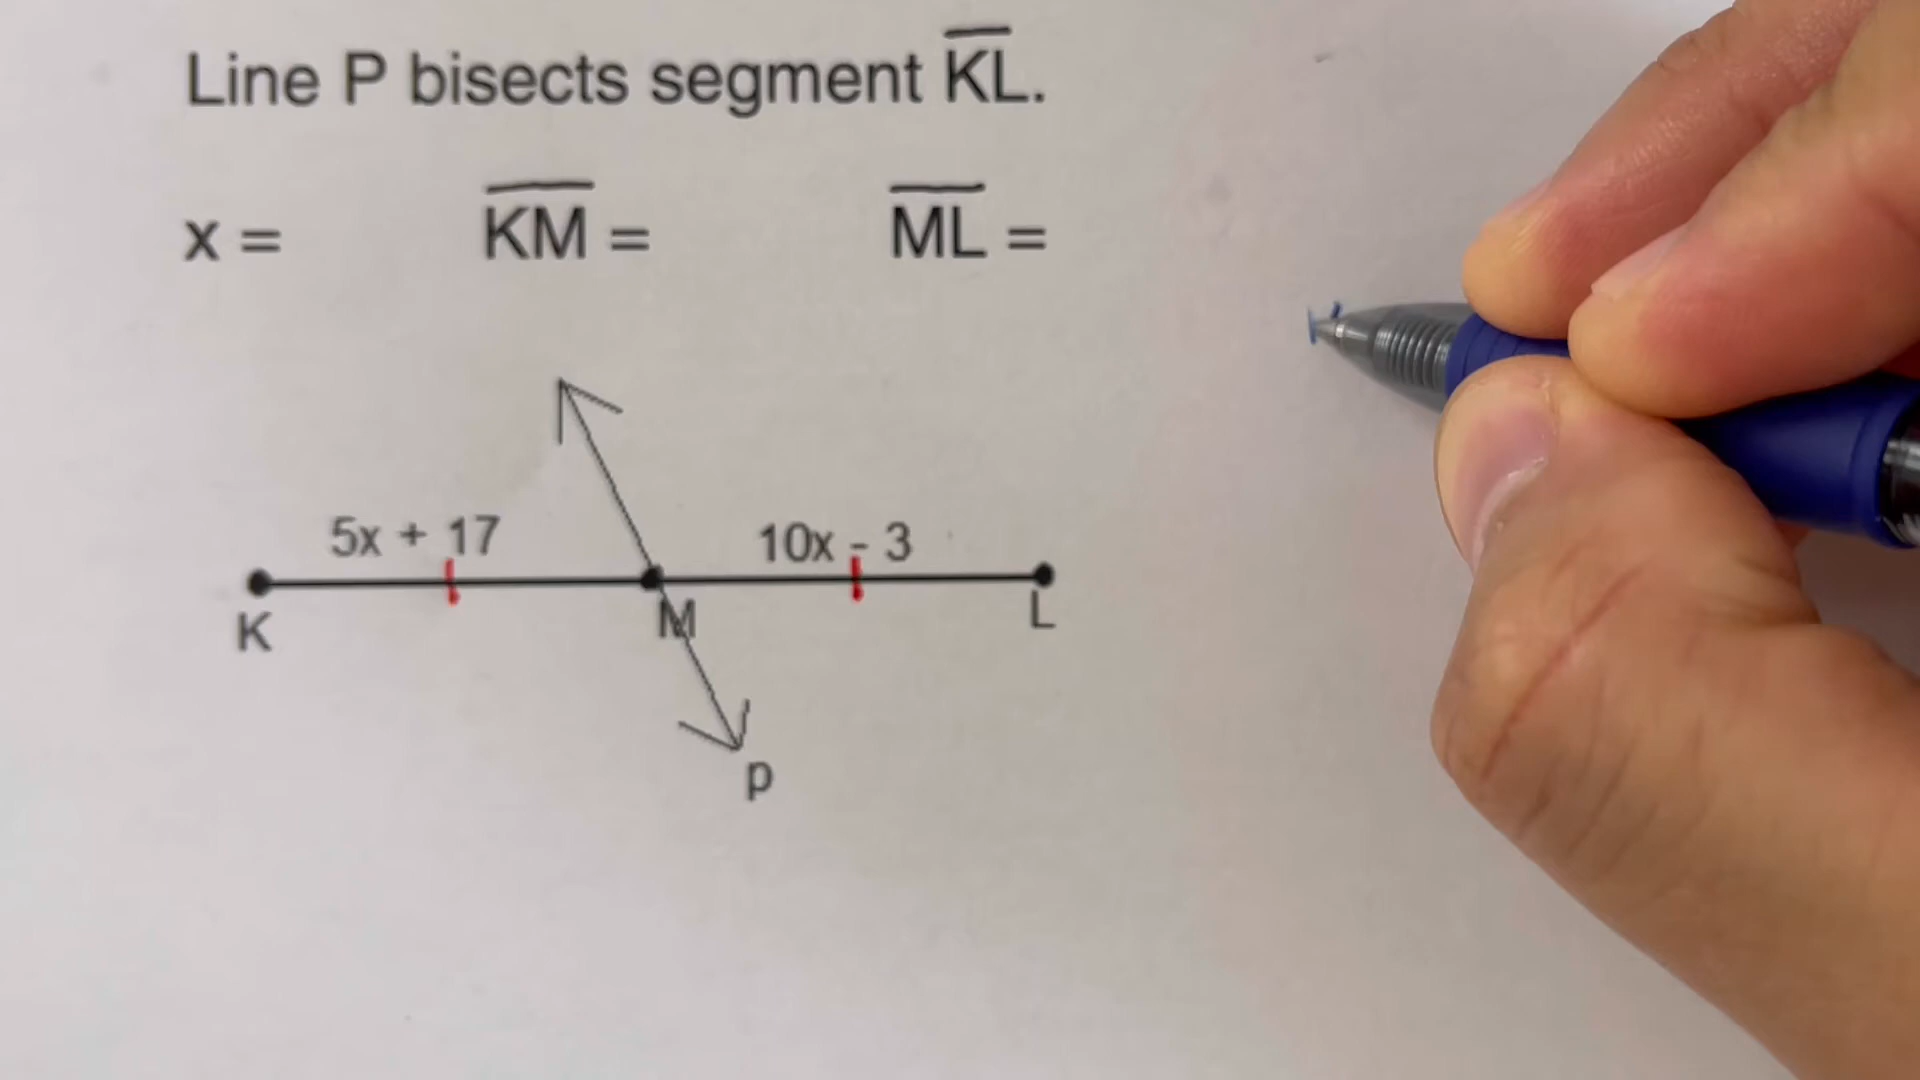 Line P bisects segment KL.
x = KM = ML =
5x + 17 10x - 3
K M L
p